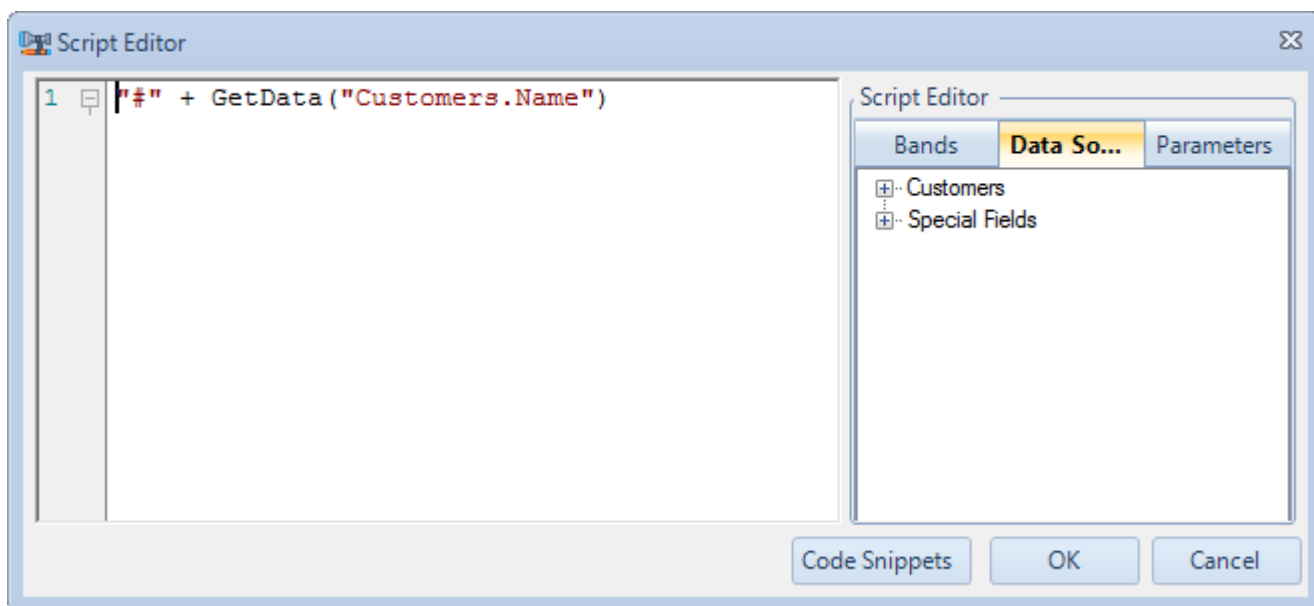 Script Editor
1 "#" + GetData("Customers.Name")
Script Editor
Bands Data So... Parameters
Customers
Special Fields
Code Snippets OK Cancel